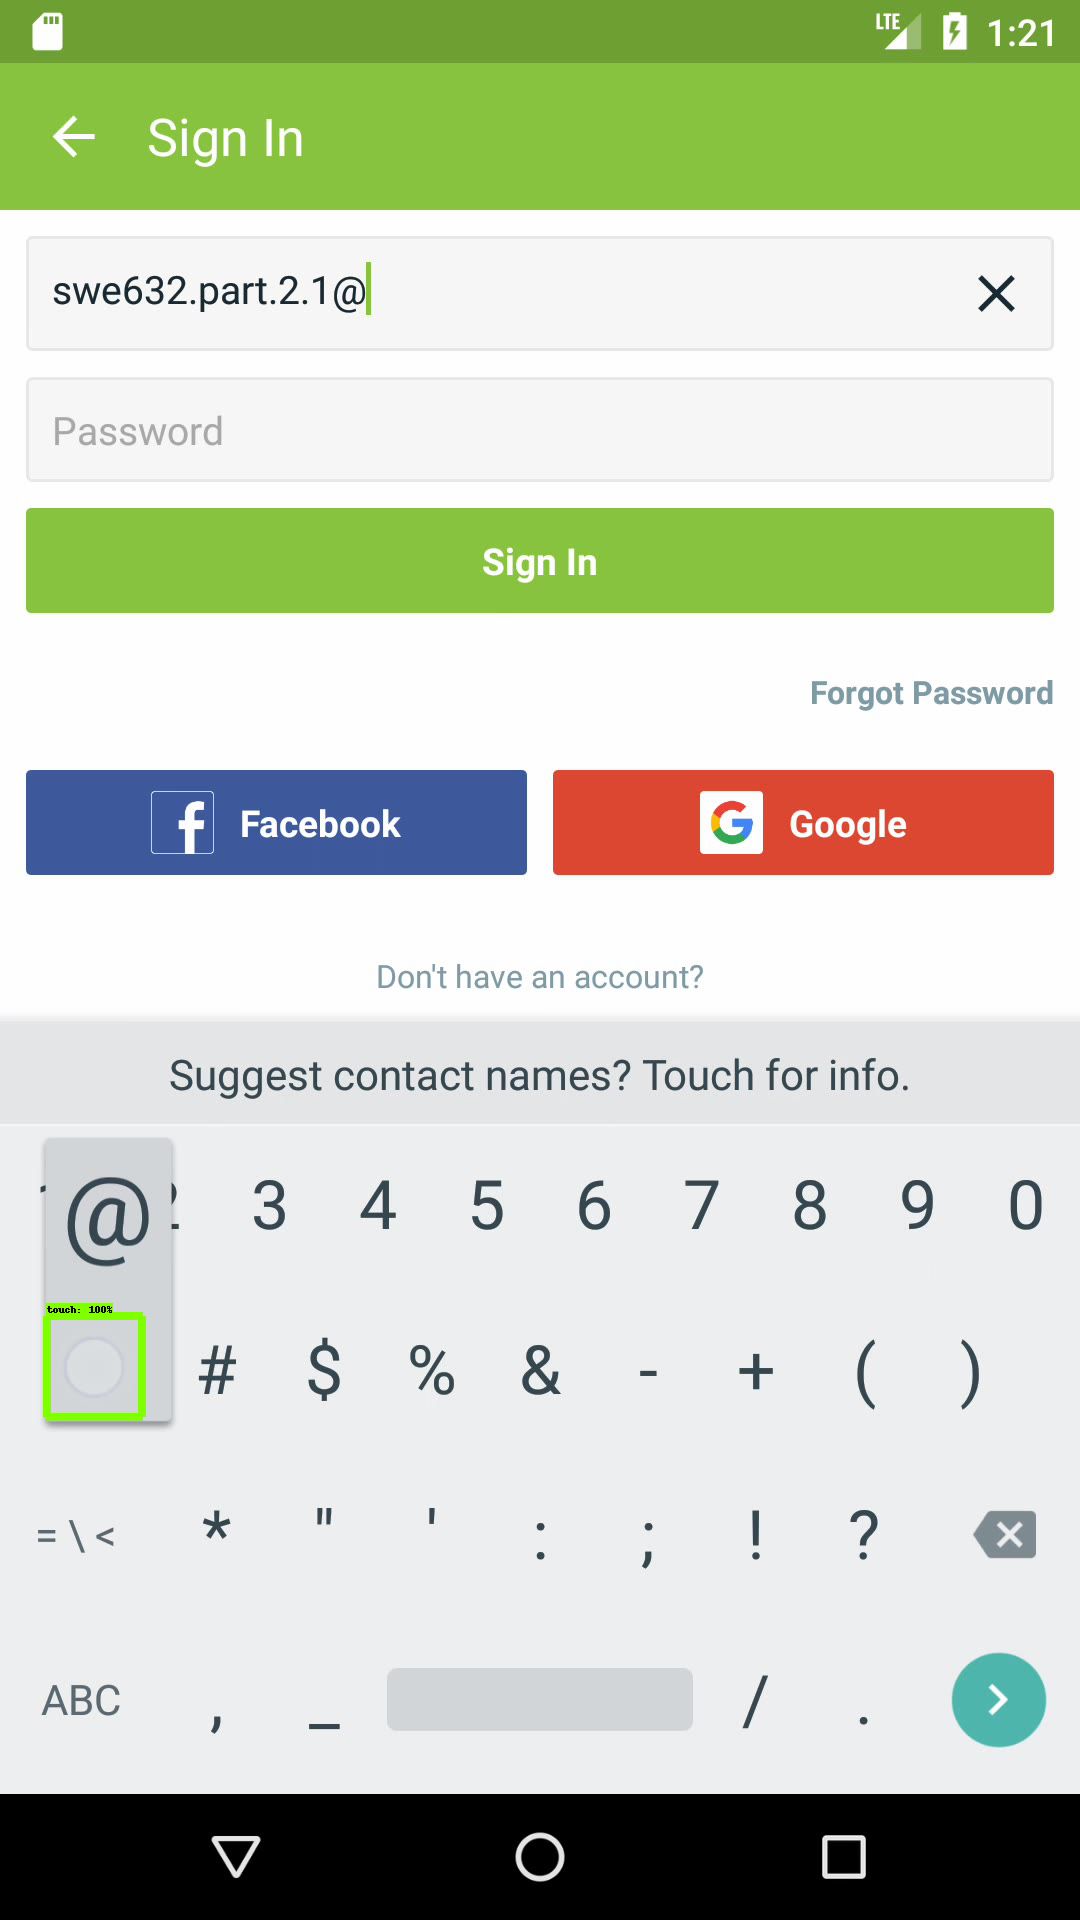 LTE 1:21
Sign In
swe632.part.2.1@
Password
Sign In
Forgot Password
Facebook Google
Don't have an account?
Suggest contact names? Touch for info.
@ 3 4 5 6 7 8 9 0
touch: 100%
# $ % & - + ( )
= \ < * " ' : ; ! ?
ABC , _ / .